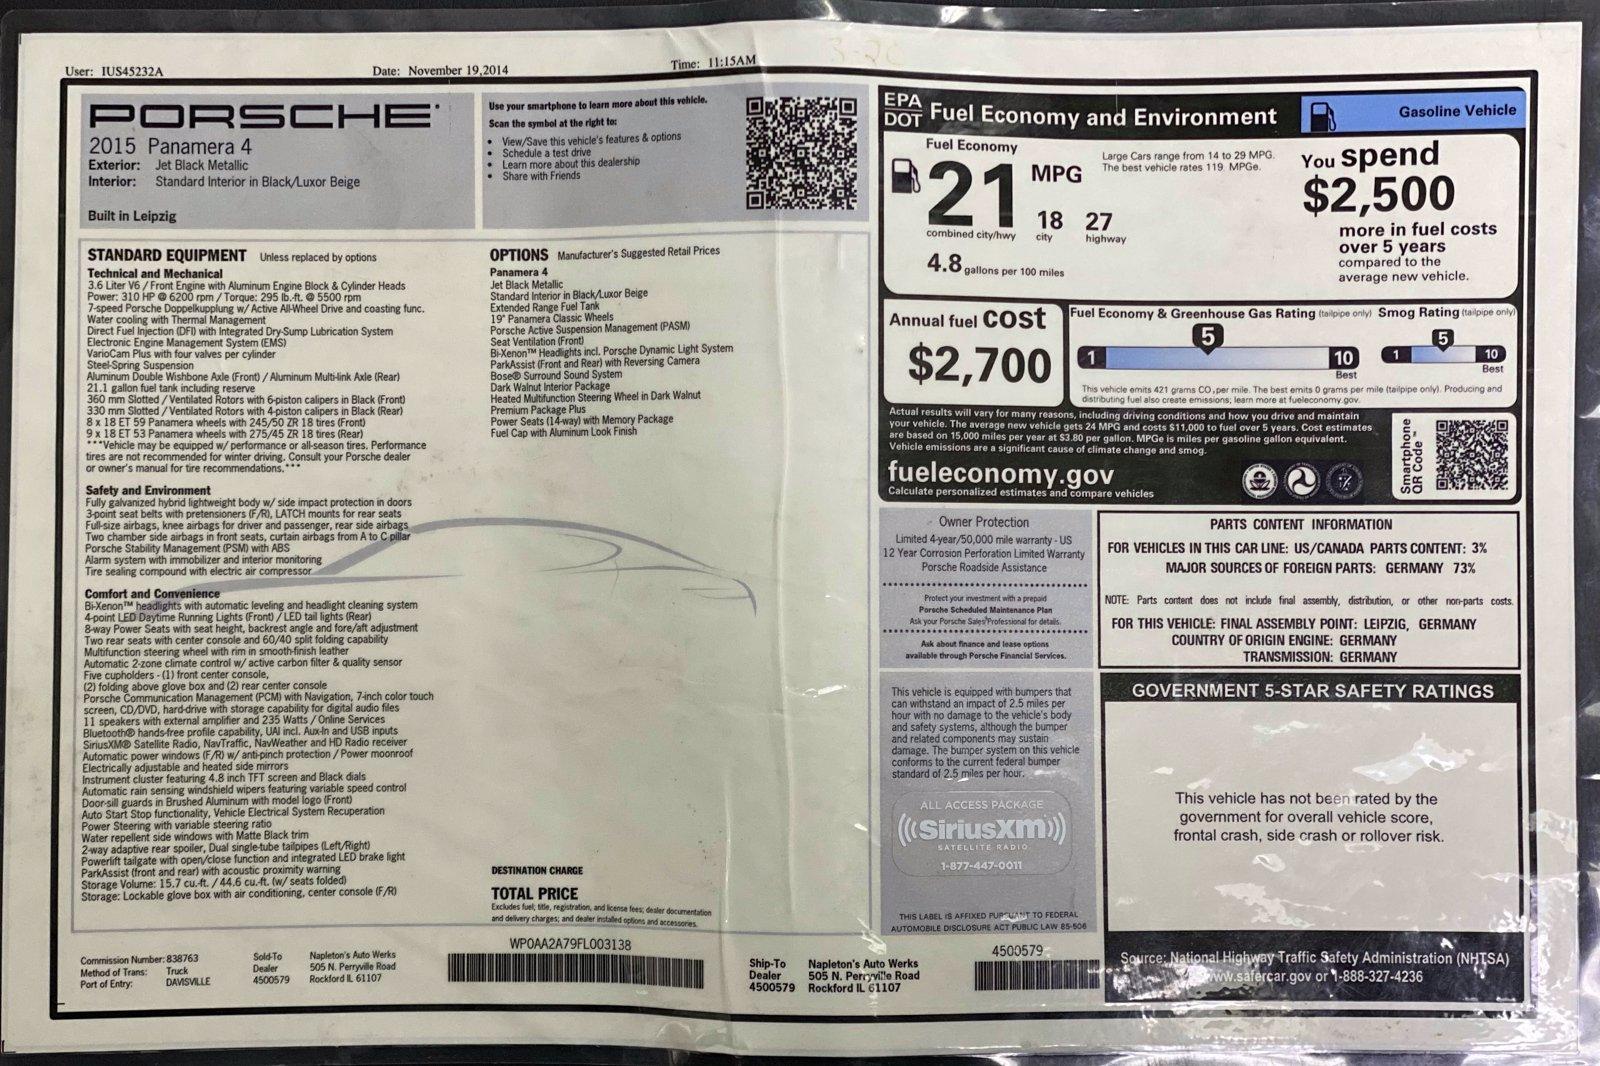 User: IUS45232A
Date: November 19,2014
Time: 11:15AM
PORSCHE
2015 Panamera 4
Exterior: Jet Black Metallic
Interior: Standard Interior in Black/Luxor Beige
Built in Leipzig
Use your smartphone to learn more about this vehicle.
Scan the symbol at the right to:
• View/Save this vehicle's features & options
• Schedule a test drive
• Learn more about this dealership
• Share with Friends
STANDARD EQUIPMENT Unless replaced by options
Technical and Mechanical
3.6 Liter V6 / Front Engine with Aluminum Engine Block & Cylinder Heads
Power: 310 HP @ 6200 rpm / Torque: 295 lb.-ft. @ 5500 rpm
7-speed Porsche Doppelkupplung w/ Active All-Wheel Drive and coasting func.
Water cooling with Thermal Management
Direct Fuel Injection (DFI) with Integrated Dry-Sump Lubrication System
Electronic Engine Management System (EMS)
VarioCam Plus with four valves per cylinder
Steel-Spring Suspension
Aluminum Double Wishbone Axle (Front) / Aluminum Multi-link Axle (Rear)
21.1 gallon fuel tank including reserve
360 mm Slotted / Ventilated Rotors with 6-piston calipers in Black (Front)
330 mm Slotted / Ventilated Rotors with 4-piston calipers in Black (Rear)
8 x 18 ET 59 Panamera wheels with 245/50 ZR 18 tires (Front)
9 x 18 ET 53 Panamera wheels with 275/45 ZR 18 tires (Rear)
***Vehicle may be equipped w/ performance or all-season tires. Performance
tires are not recommended for winter driving. Consult your Porsche dealer
or owner's manual for tire recommendations.***
Safety and Environment
Fully galvanized hybrid lightweight body w/ side impact protection in doors
3-point seat belts with pretensioners (F/R), LATCH mounts for rear seats
Full-size airbags, knee airbags for driver and passenger, rear side airbags
Two chamber side airbags in front seats, curtain airbags from A to C pillar
Porsche Stability Management (PSM) with ABS
Alarm system with immobilizer and interior monitoring
Tire sealing compound with electric air compressor
Comfort and Convenience
Bi-Xenon™ headlights with automatic leveling and headlight cleaning system
4-point LED Daytime Running Lights (Front) / LED tail lights (Rear)
8-way Power Seats with seat height, backrest angle and fore/aft adjustment
Two rear seats with center console and 60/40 split folding capability
Multifunction steering wheel with rim in smooth-finish leather
Automatic 2-zone climate control w/ active carbon filter & quality sensor
Five cupholders - (1) front center console,
(2) folding above glove box and (2) rear center console
Porsche Communication Management (PCM) with Navigation, 7-inch color touch
screen, CD/DVD, hard-drive with storage capability for digital audio files
11 speakers with external amplifier and 235 Watts / Online Services
Bluetooth® hands-free profile capability, UAI incl. Aux-In and USB inputs
SiriusXM® Satellite Radio, NavTraffic, NavWeather and HD Radio receiver
Automatic power windows (F/R) w/ anti-pinch protection / Power moonroof
Electrically adjustable and heated side mirrors
Instrument cluster featuring 4.8 inch TFT screen and Black dials
Automatic rain sensing windshield wipers featuring variable speed control
Door-sill guards in Brushed Aluminum with model logo (Front)
Auto Start Stop functionality, Vehicle Electrical System Recuperation
Power Steering with variable steering ratio
Water repellent side windows with Matte Black trim
2-way adaptive rear spoiler, Dual single-tube tailpipes (Left/Right)
Powerlift tailgate with open/close function and integrated LED brake light
ParkAssist (front and rear) with acoustic proximity warning
Storage Volume: 15.7 cu.-ft. / 44.6 cu.-ft. (w/ seats folded)
Storage: Lockable glove box with air conditioning, center console (F/R)
OPTIONS Manufacturer's Suggested Retail Prices
Panamera 4
Jet Black Metallic
Standard Interior in Black/Luxor Beige
Extended Range Fuel Tank
19" Panamera Classic Wheels
Porsche Active Suspension Management (PASM)
Seat Ventilation (Front)
Bi-Xenon™ Headlights incl. Porsche Dynamic Light System
ParkAssist (Front and Rear) with Reversing Camera
Bose® Surround Sound System
Dark Walnut Interior Package
Heated Multifunction Steering Wheel in Dark Walnut
Premium Package Plus
Power Seats (14-way) with Memory Package
Fuel Cap with Aluminum Look Finish
DESTINATION CHARGE
TOTAL PRICE
Excludes fuel; title, registration, and license fees; dealer documentation
and delivery charges; and dealer installed options and accessories.
Commission Number: 838763
Method of Trans: Truck
Port of Entry: DAVISVILLE
Sold-To
Dealer
4500579
Napleton's Auto Werks
505 N. Perryville Road
Rockford IL 61107
WP0AA2A79FL003138
Ship-To
Dealer
4500579
Napleton's Auto Werks
505 N. Perryville Road
Rockford IL 61107
4500579
EPA
DOT
Fuel Economy and Environment
Gasoline Vehicle
Fuel Economy
21 MPG
combined city/hwy
18
city
27
highway
4.8 gallons per 100 miles
Large Cars range from 14 to 29 MPG.
The best vehicle rates 119 MPGe.
You spend
$2,500
more in fuel costs
over 5 years
compared to the
average new vehicle.
Annual fuel cost
$2,700
Fuel Economy & Greenhouse Gas Rating (tailpipe only)
5
1
10
Best
Smog Rating (tailpipe only)
5
1
10
Best
This vehicle emits 421 grams CO2 per mile. The best emits 0 grams per mile (tailpipe only). Producing and
distributing fuel also create emissions; learn more at fueleconomy.gov.
Actual results will vary for many reasons, including driving conditions and how you drive and maintain
your vehicle. The average new vehicle gets 24 MPG and costs $11,000 to fuel over 5 years. Cost estimates
are based on 15,000 miles per year at $3.80 per gallon. MPGe is miles per gasoline gallon equivalent.
Vehicle emissions are a significant cause of climate change and smog.
fueleconomy.gov
Calculate personalized estimates and compare vehicles
Smartphone
QR Code™
Owner Protection
Limited 4-year/50,000 mile warranty - US
12 Year Corrosion Perforation Limited Warranty
Porsche Roadside Assistance
Protect your investment with a prepaid
Porsche Scheduled Maintenance Plan
Ask your Porsche Sales Professional for details.
Ask about finance and lease options
available through Porsche Financial Services.
This vehicle is equipped with bumpers that
can withstand an impact of 2.5 miles per
hour with no damage to the vehicle's body
and safety systems, although the bumper
and related components may sustain
damage. The bumper system on this vehicle
conforms to the current federal bumper
standard of 2.5 miles per hour.
ALL ACCESS PACKAGE
SiriusXM
SATELLITE RADIO
1-877-447-0011
THIS LABEL IS AFFIXED PURSUANT TO FEDERAL
AUTOMOBILE DISCLOSURE ACT PUBLIC LAW 85-506
PARTS CONTENT INFORMATION
FOR VEHICLES IN THIS CAR LINE: US/CANADA PARTS CONTENT: 3%
MAJOR SOURCES OF FOREIGN PARTS: GERMANY 73%
NOTE: Parts content does not include final assembly, distribution, or other non-parts costs.
FOR THIS VEHICLE: FINAL ASSEMBLY POINT: LEIPZIG, GERMANY
COUNTRY OF ORIGIN ENGINE: GERMANY
TRANSMISSION: GERMANY
GOVERNMENT 5-STAR SAFETY RATINGS
This vehicle has not been rated by the
government for overall vehicle score,
frontal crash, side crash or rollover risk.
Source: National Highway Traffic Safety Administration (NHTSA)
www.safercar.gov or 1-888-327-4236